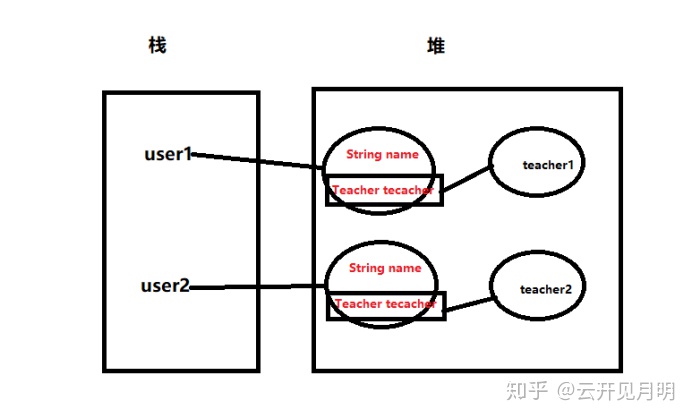 栈
堆
user1
String name
Teacher tecacher
teacher1
user2
String name
Teacher tecacher
teacher2
知乎 @云开见月明